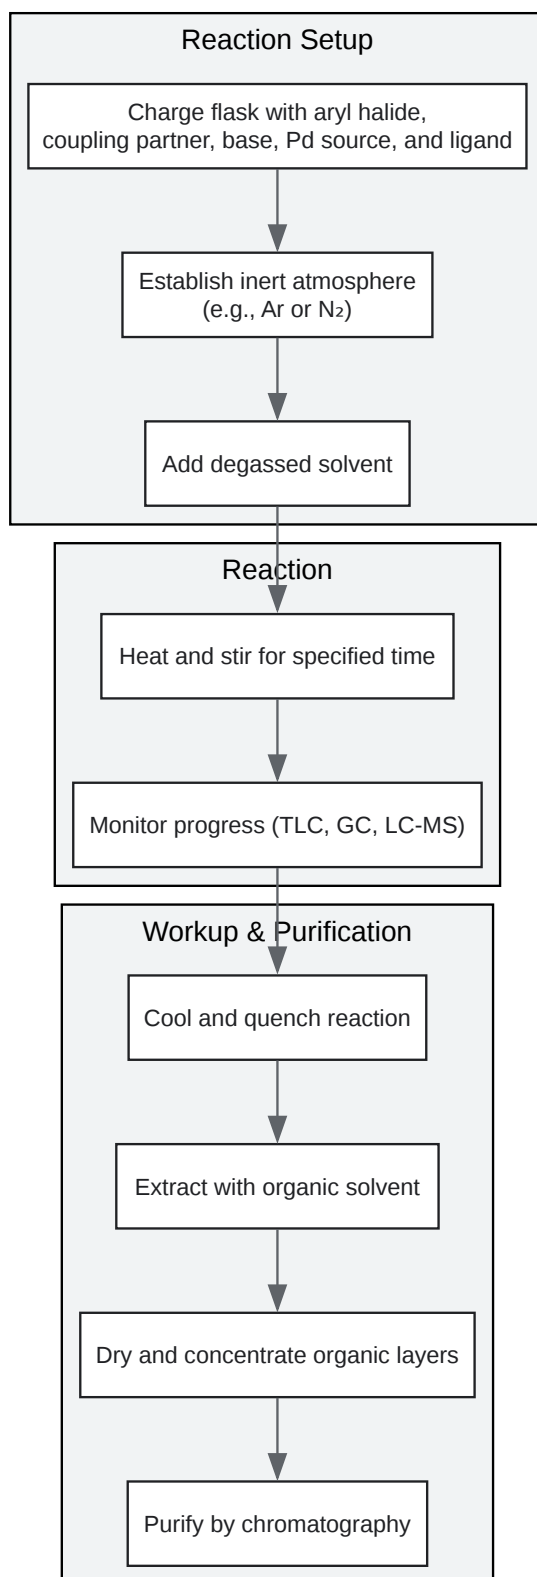 Reaction Setup
Charge flask with aryl halide,
coupling partner, base, Pd source, and ligand
Establish inert atmosphere
(e.g., Ar or N₂)
Add degassed solvent
Reaction
Heat and stir for specified time
Monitor progress (TLC, GC, LC-MS)
Workup & Purification
Cool and quench reaction
Extract with organic solvent
Dry and concentrate organic layers
Purify by chromatography